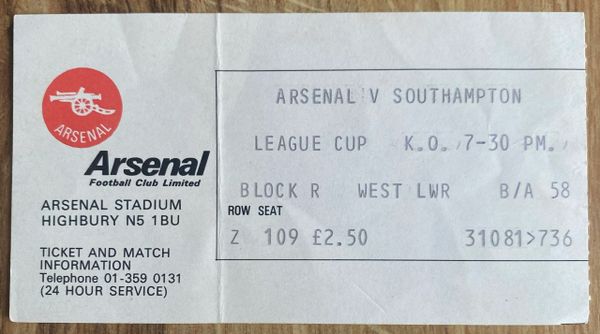 ARSENAL
Arsenal
Football Club Limited
ARSENAL STADIUM
HIGHBURY N5 1BU
TICKET AND MATCH
INFORMATION
Telephone 01-359 0131
(24 HOUR SERVICE)
ARSENAL V SOUTHAMPTON
LEAGUE CUP K.O. 7-30 PM.
BLOCK R WEST LWR B/A 58
ROW SEAT
Z 109 £2.50 31081>736